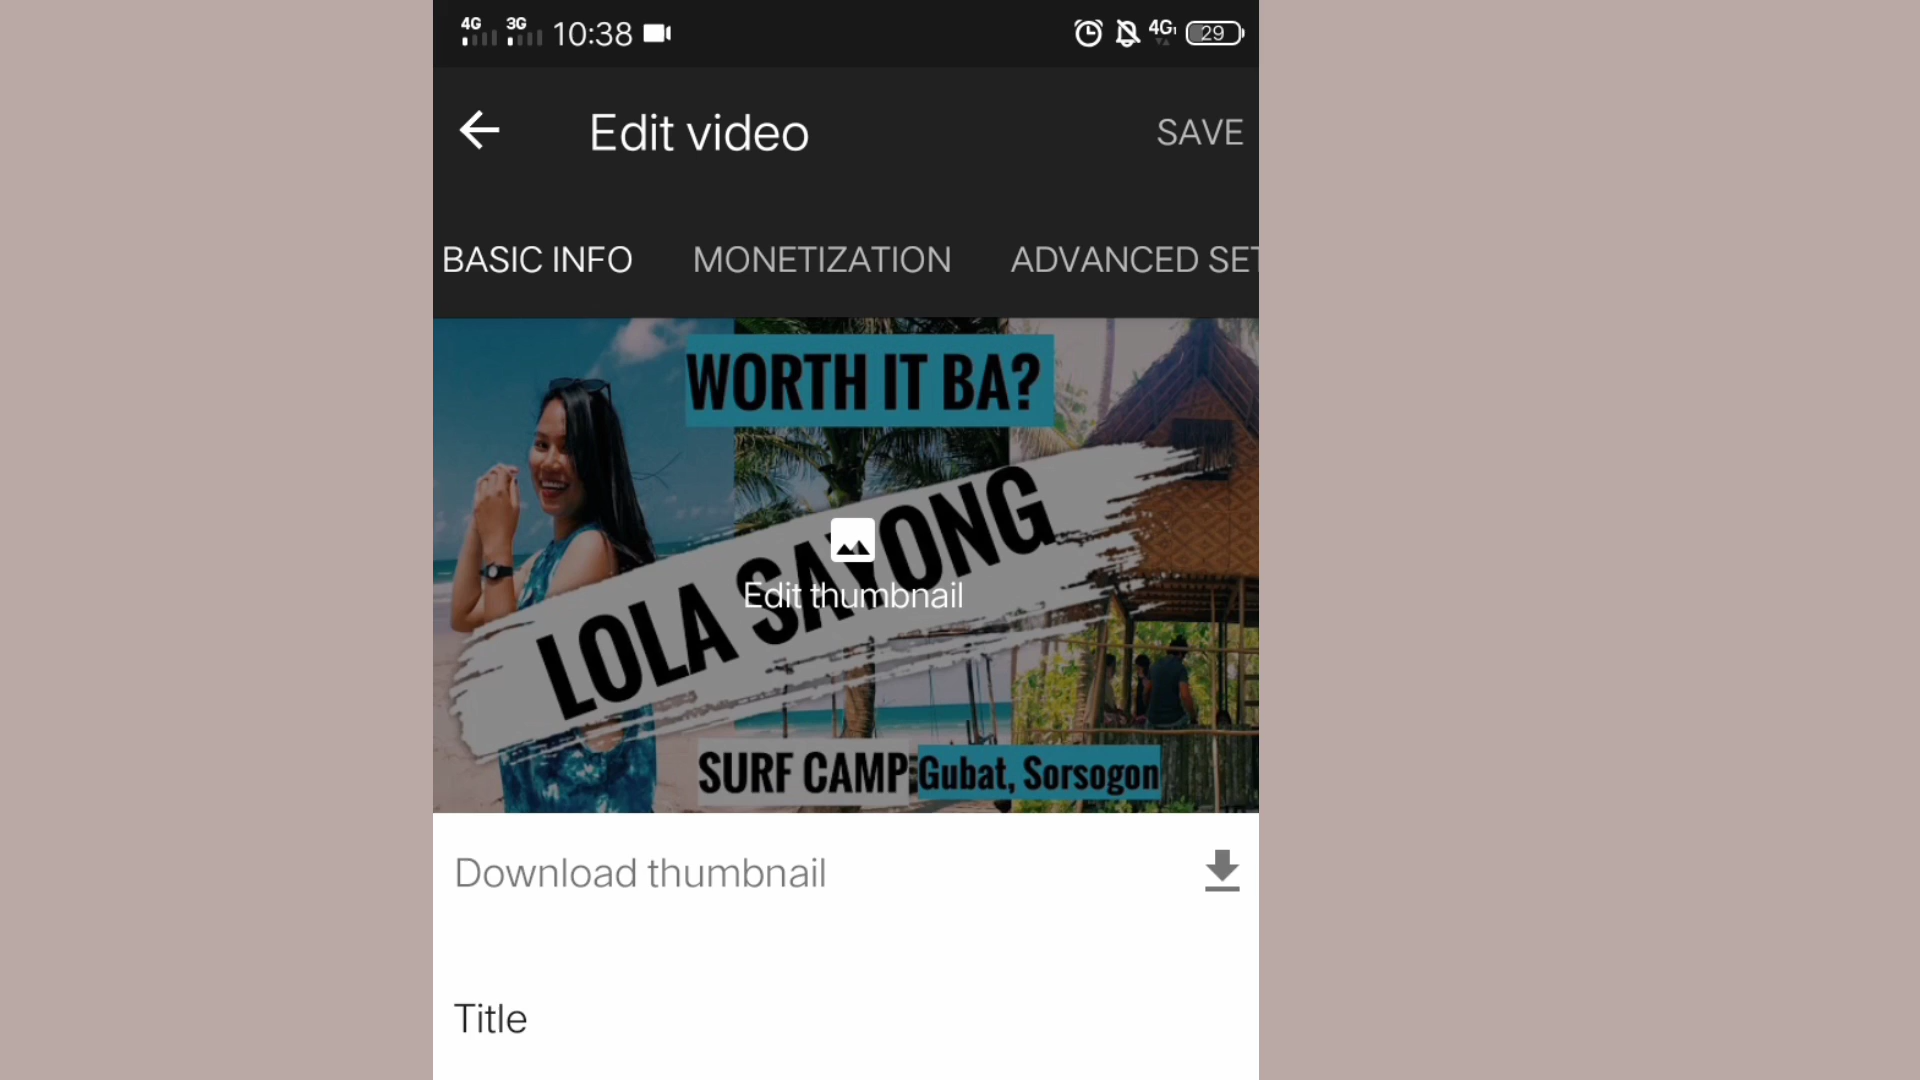 4G 3G 10:38 4G 29
Edit video SAVE
BASIC INFO MONETIZATION ADVANCED SET
WORTH IT BA?
LOLA SAYONG
Edit thumbnail
SURF CAMP Gubat, Sorsogon
Download thumbnail
Title